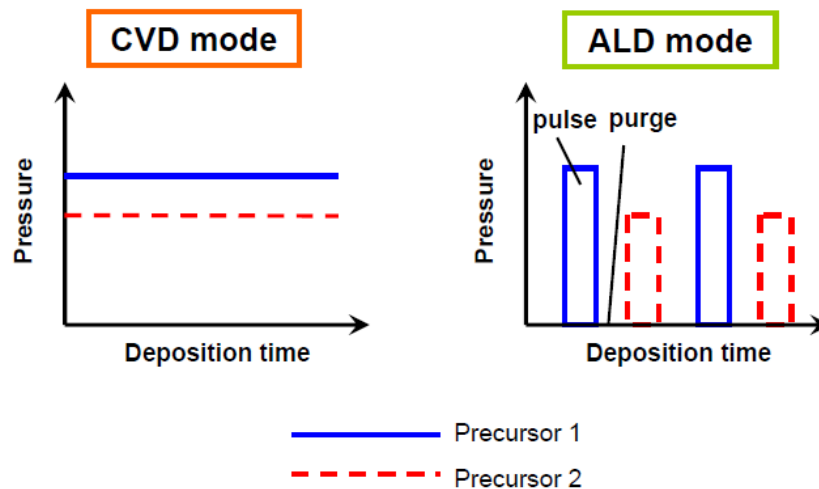 CVD mode
ALD mode
pulse purge
Pressure
Pressure
Deposition time
Deposition time
Precursor 1
Precursor 2